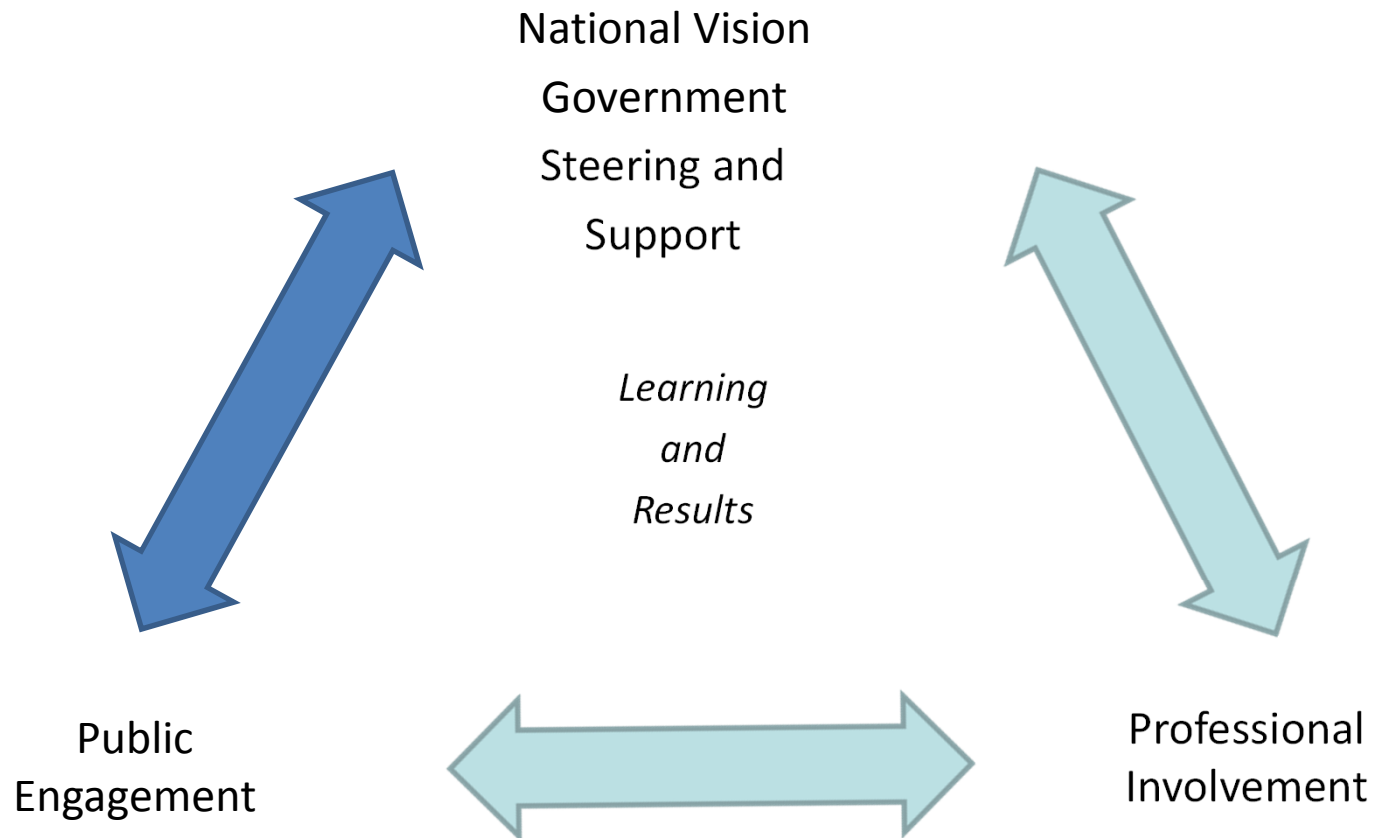 National Vision
Government
Steering and
Support
Learning
and
Results
Public
Engagement
Professional
Involvement